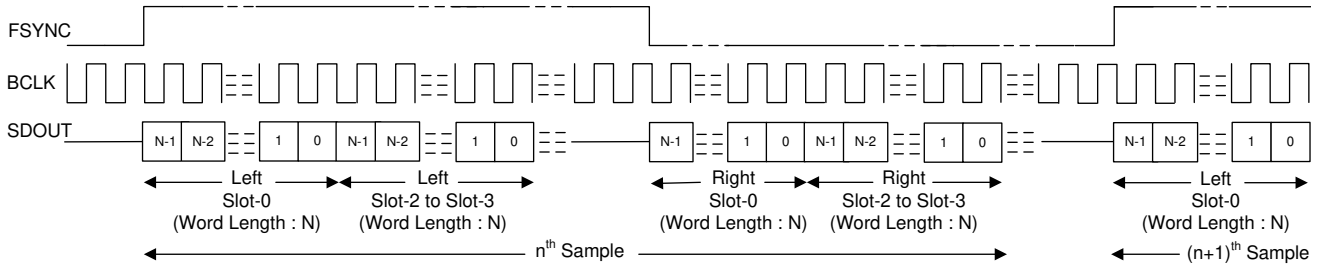 FSYNC
BCLK
SDOUT N-1 N-2 1 0 N-1 N-2 1 0 N-1 1 0 N-1 N-2 1 0 N-1 N-2 1 0
Left Left Right Right Left
Slot-0 Slot-2 to Slot-3 Slot-0 Slot-2 to Slot-3 Slot-0
(Word Length : N) (Word Length : N) (Word Length : N) (Word Length : N) (Word Length : N)
nth Sample (n+1)th Sample